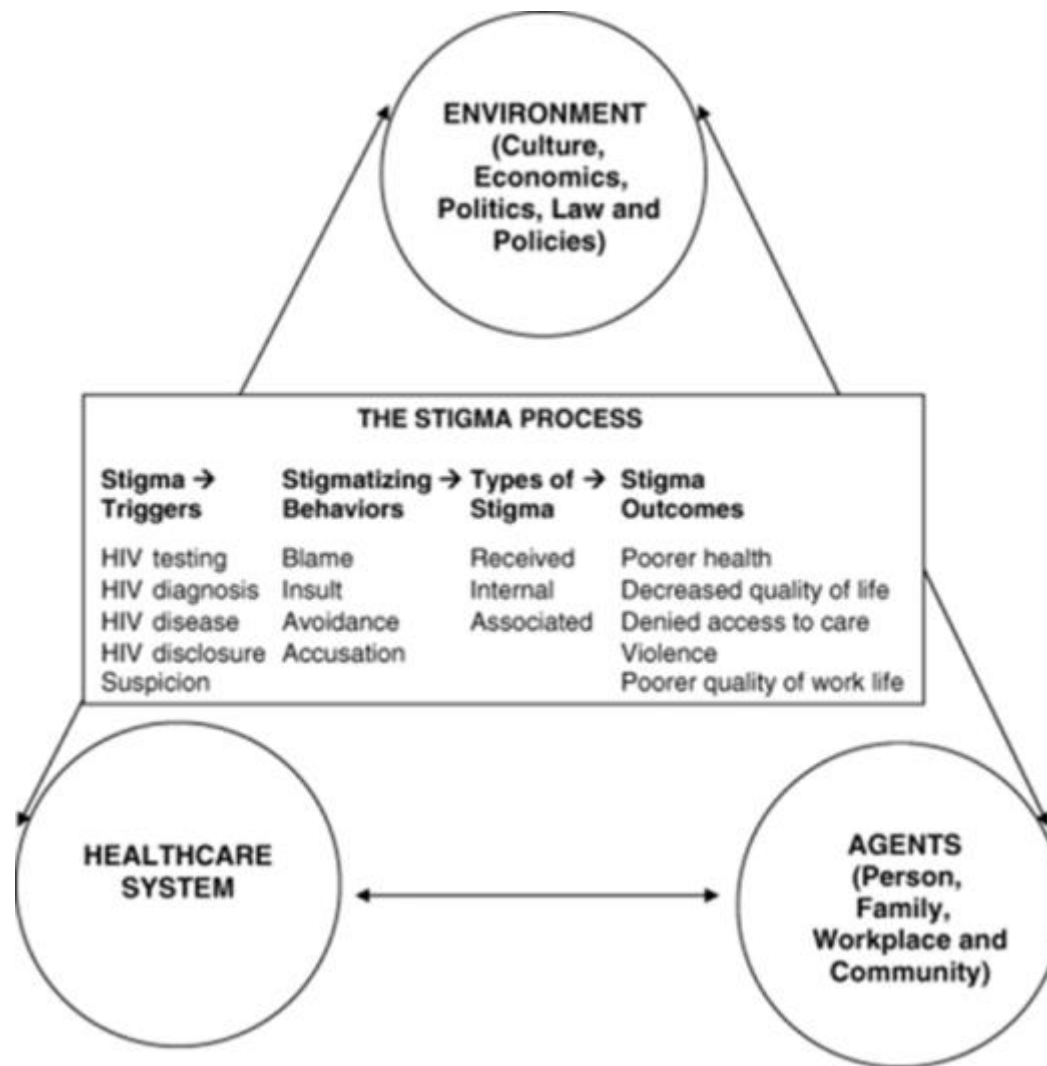 ENVIRONMENT
(Culture,
Economics,
Politics, Law and
Policies)
THE STIGMA PROCESS
Stigma → Stigmatizing → Types of → Stigma
Triggers Behaviors Stigma Outcomes
HIV testing Blame Received Poorer health
HIV diagnosis Insult Internal Decreased quality of life
HIV disease Avoidance Associated Denied access to care
HIV disclosure Accusation Violence
Suspicion Poorer quality of work life
HEALTHCARE
SYSTEM
AGENTS
(Person,
Family,
Workplace and
Community)